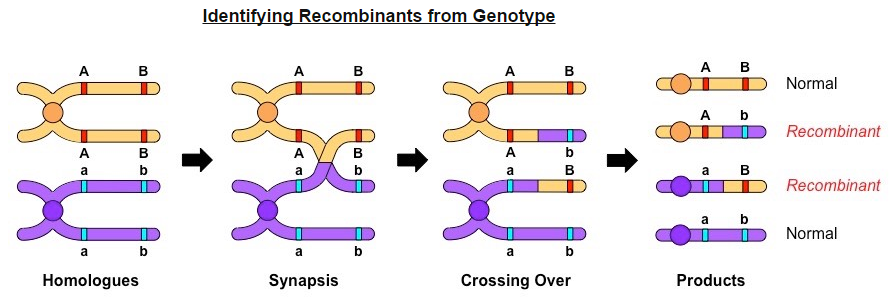 Identifying Recombinants from Genotype
A B A B A B A B Normal
A b Recombinant
A B A B A b
a b a b a B a B Recombinant
a b Normal
a b a b a b
Homologues Synapsis Crossing Over Products